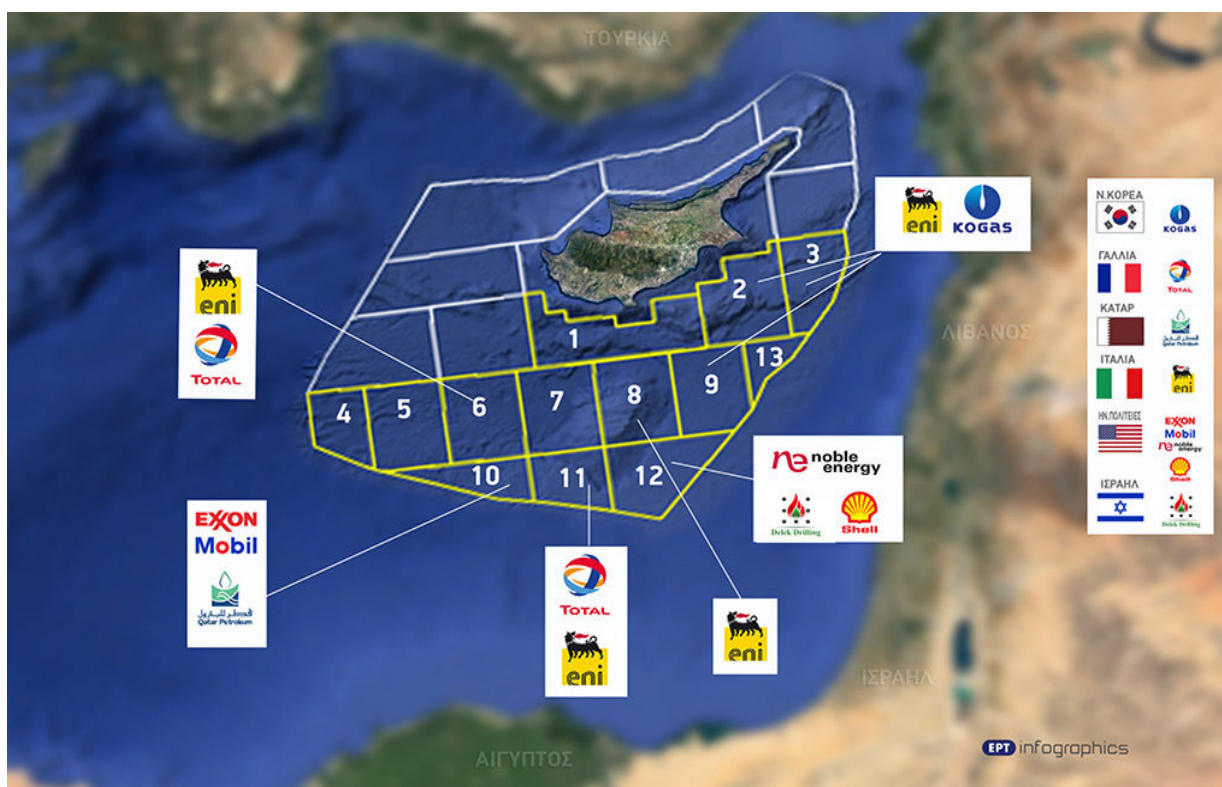 ΤΟΥΡΚΙΑ
eni
KOGAS
Ν.ΚΟΡΕΑ
KOGAS
ΓΑΛΛΙΑ
TOTAL
ΚΑΤΑΡ
Qatar Petroleum
ΙΤΑΛΙΑ
eni
ΗΝ.ΠΟΛΙΤΕΙΕΣ
EXXON
Mobil
noble energy
Shell
ΙΣΡΑΗΛ
Delek Drilling
eni
TOTAL
ΛΙΒΑΝΟΣ
3
2
1
13
9
8
7
6
5
4
10
11
12
noble
energy
Delek Drilling
Shell
EXXON
Mobil
قطر للبترول
Qatar Petroleum
TOTAL
eni
eni
ΙΣΡΑΗΛ
ΑΙΓΥΠΤΟΣ
ΕΡΤ infographics